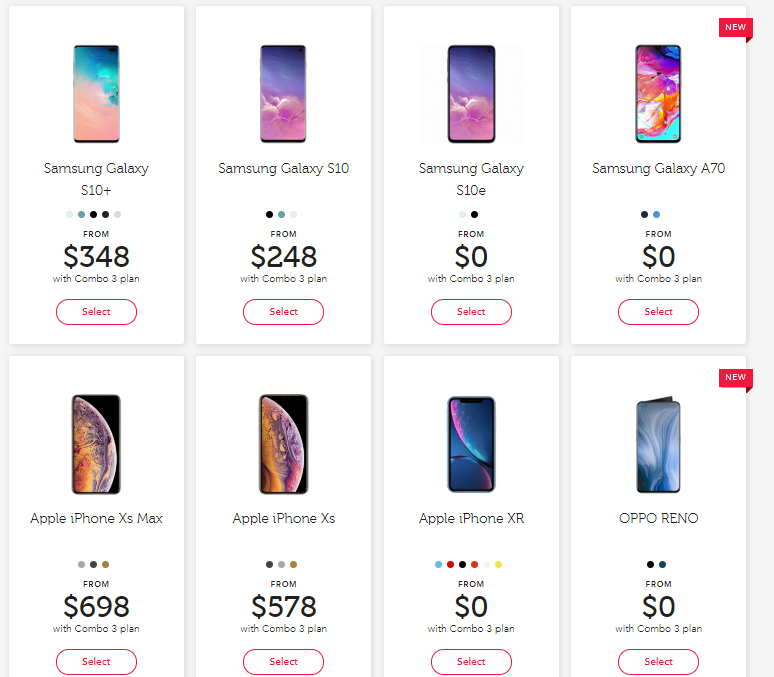 NEW
Samsung Galaxy
S10+
FROM
$348
with Combo 3 plan
Select
Samsung Galaxy S10
FROM
$248
with Combo 3 plan
Select
Samsung Galaxy
S10e
FROM
$0
with Combo 3 plan
Select
Samsung Galaxy A70
FROM
$0
with Combo 3 plan
Select
NEW
Apple iPhone Xs Max
FROM
$698
with Combo 3 plan
Select
Apple iPhone Xs
FROM
$578
with Combo 3 plan
Select
Apple iPhone XR
FROM
$0
with Combo 3 plan
Select
OPPO RENO
FROM
$0
with Combo 3 plan
Select